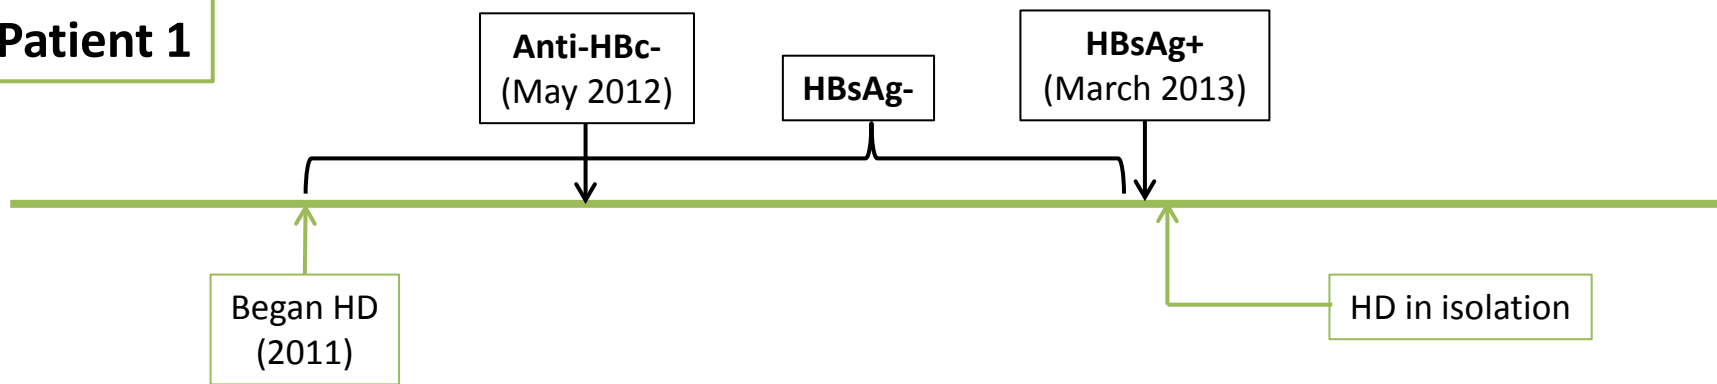 Patient 1
Anti-HBc-
(May 2012)
HBsAg-
HBsAg+
(March 2013)
Began HD
(2011)
HD in isolation